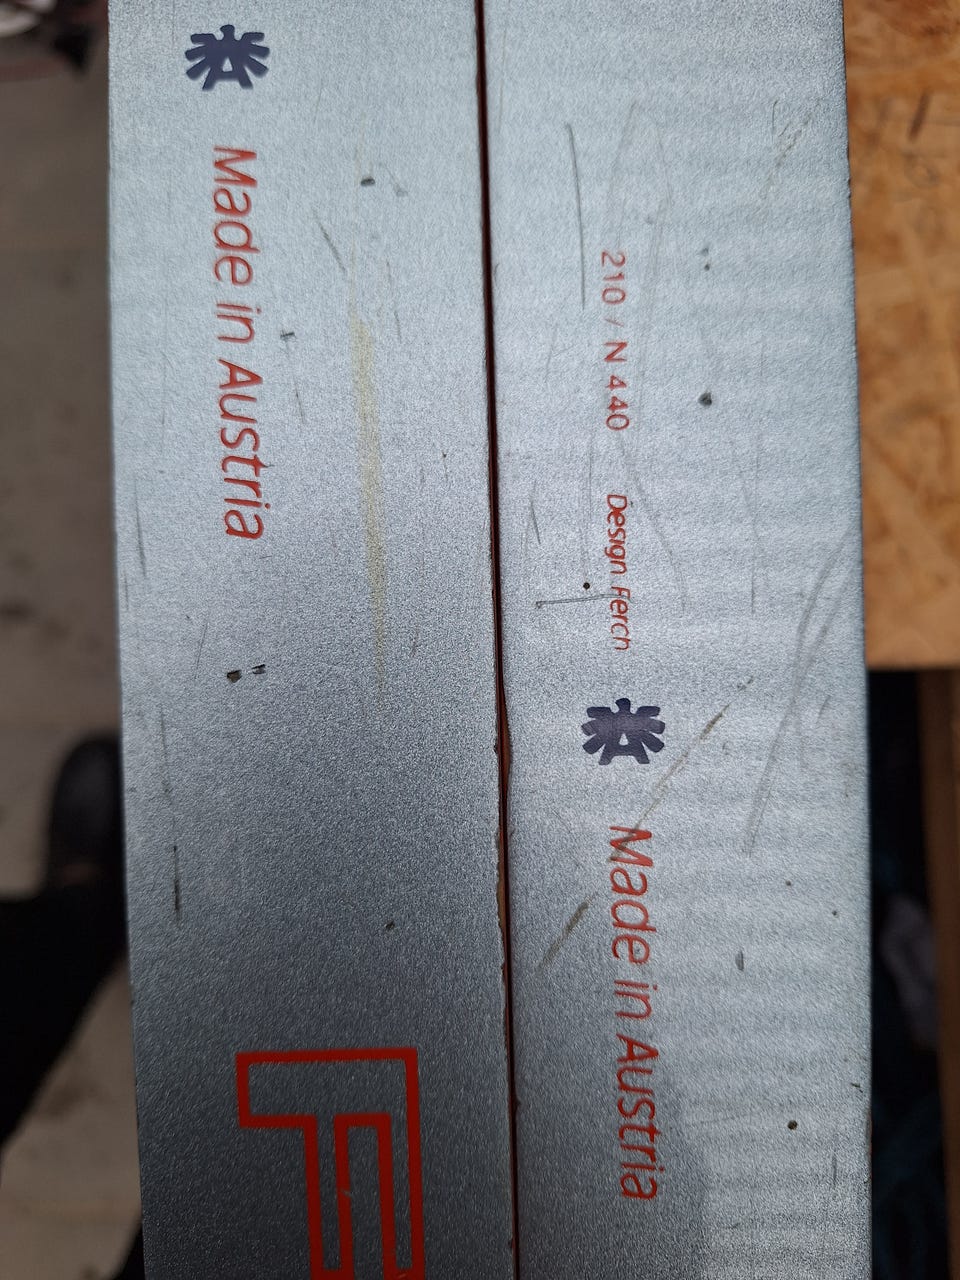 Made in Austria
F
210 / N 440 Design Ferch
Made in Austria